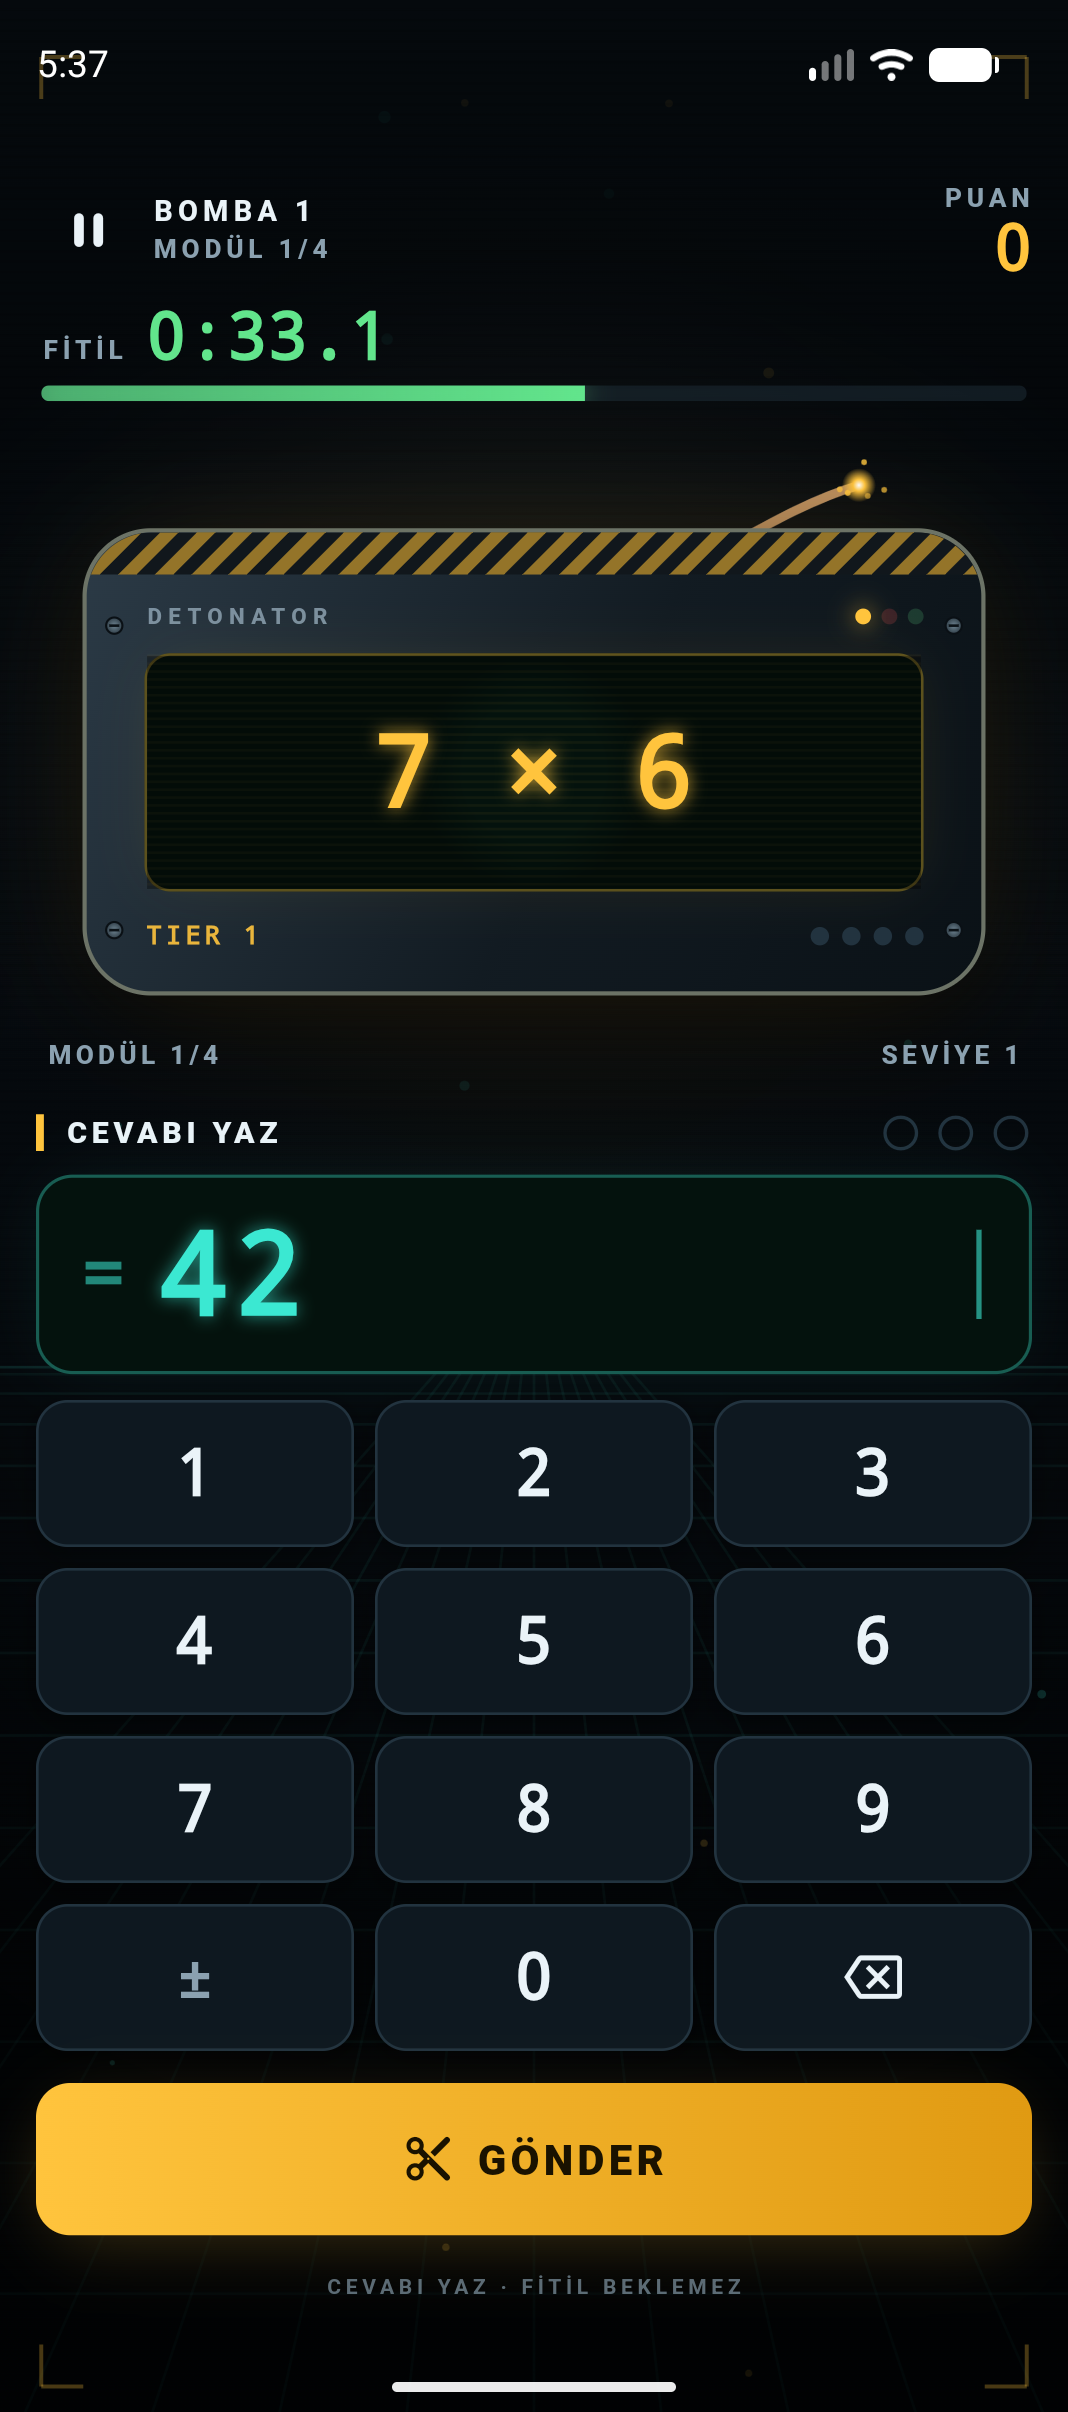 5:37
BOMBA 1
MODÜL 1/4
PUAN
0
FİTİL 0:33.1
DETONATOR
7 × 6
TIER 1
MODÜL 1/4
SEVİYE 1
CEVABI YAZ
= 42
1 2 3
4 5 6
7 8 9
± 0
GÖNDER
CEVABI YAZ · FİTİL BEKLEMEZ